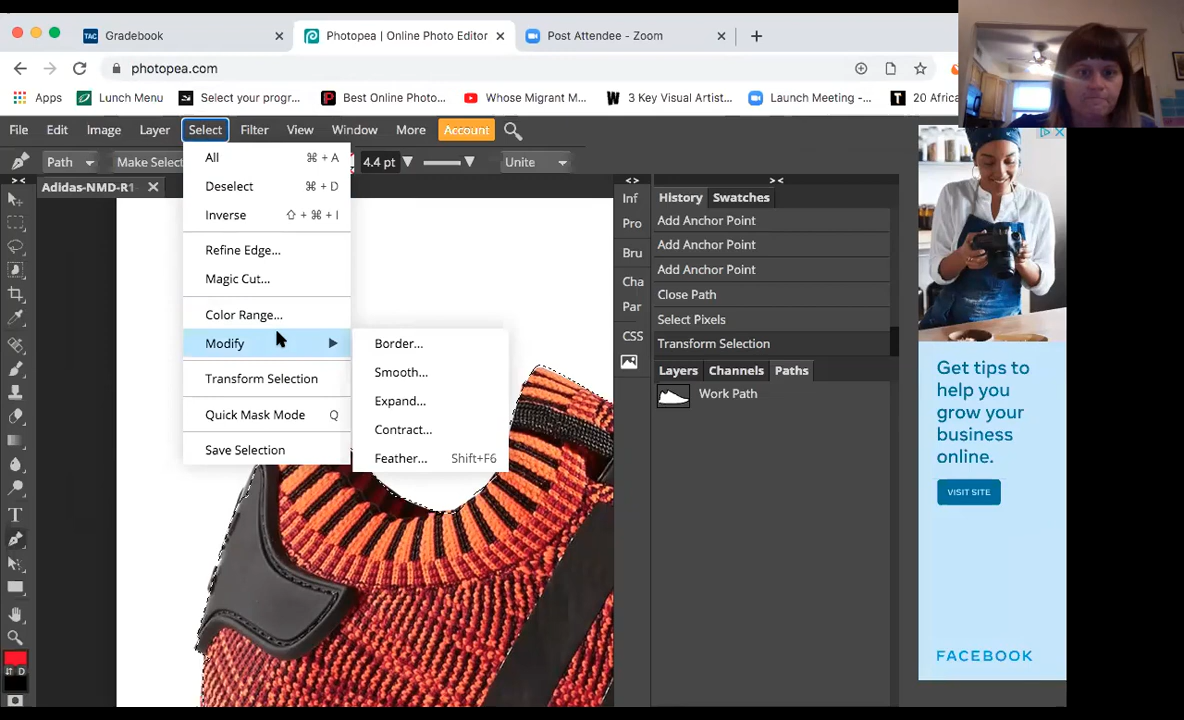 TAC Gradebook
Photopea | Online Photo Editor
Post Attendee - Zoom
photopea.com
Apps
Lunch Menu
Select your progr...
Best Online Photo...
Whose Migrant M...
3 Key Visual Artist...
Launch Meeting -...
20 Africa
File Edit Image Layer Select Filter View Window More Account
Path
Make Select
4.4 pt
Unite
Adidas-NMD-R1
All ⌘ + A
Deselect ⌘ + D
Inverse ⇧ + ⌘ + I
Refine Edge...
Magic Cut...
Color Range...
Modify
Transform Selection
Quick Mask Mode Q
Save Selection
Border...
Smooth...
Expand...
Contract...
Feather... Shift+F6
Inf
Pro
Bru
Cha
Par
CSS
History Swatches
Add Anchor Point
Add Anchor Point
Add Anchor Point
Close Path
Select Pixels
Transform Selection
Layers Channels Paths
Work Path
Get tips to
help you
grow your
business
online.
VISIT SITE
FACEBOOK